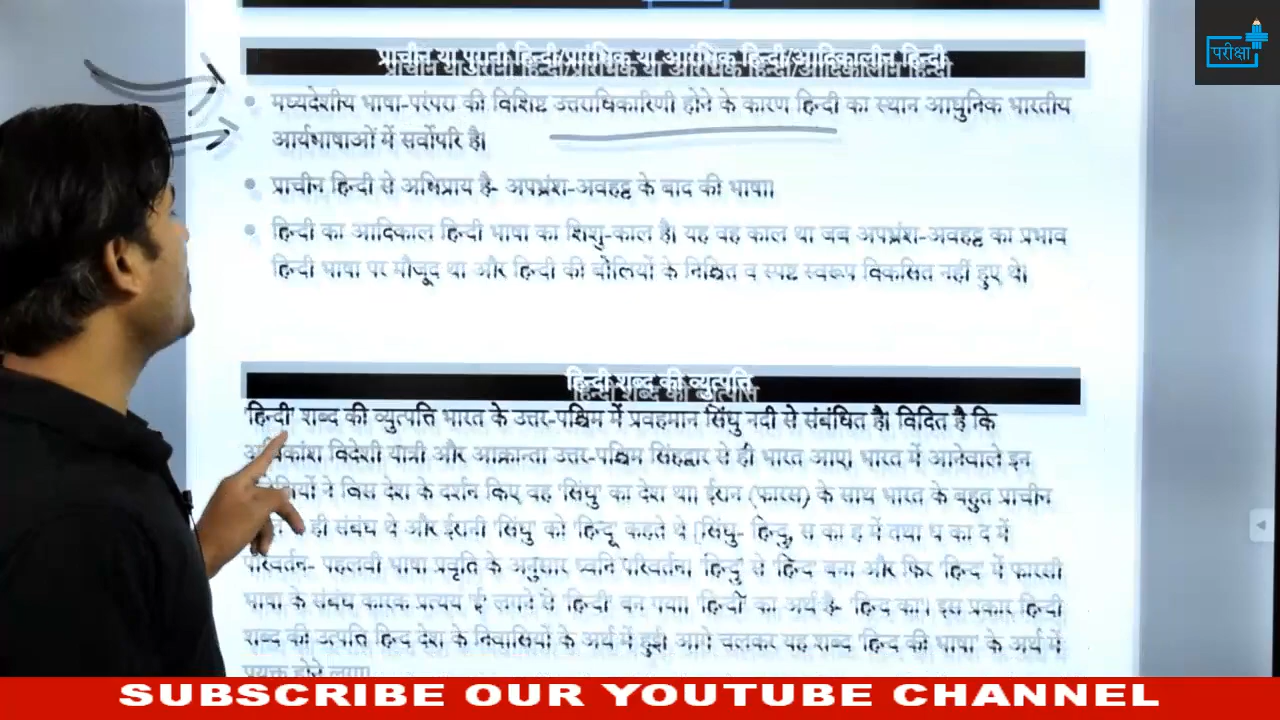 परीक्षा
प्राचीन या पुरानी हिन्दी/प्रारंभिक या आरंभिक हिन्दी/आदिकालीन हिन्दी
मध्यदेशीय भाषा-परंपरा की विशिष्ट उत्तराधिकारिणी होने के कारण हिन्दी का स्थान आधुनिक भारतीय
आर्यभाषाओं में सर्वोपरि है।
प्राचीन हिन्दी से अभिप्राय है- अपभ्रंश-अवहट्ट के बाद की भाषा।
हिन्दी का आदिकाल हिन्दी भाषा का शिशु-काल है। यह वह काल था जब अपभ्रंश-अवहट्ट का प्रभाव
हिन्दी भाषा पर मौजूद था और हिन्दी की बोलियों के निश्चित व स्पष्ट स्वरूप विकसित नहीं हुए थे।
हिन्दी शब्द की व्युत्पत्ति
'हिन्दी' शब्द की व्युत्पति भारत के उत्तर-पश्चिम में प्रवहमान सिंधु नदी से संबंधित है। विदित है कि
विदेशी यात्री और आक्रान्ता उत्तर-पश्चिम सिंहद्वार से ही भारत आए। भारत में आनेवाले इन
ने जिस देश के दर्शन किए वह 'सिंधु' का देश था। ईरान (फारस) के साथ भारत के बहुत प्राचीन
ही संबंध थे और ईरानी 'सिंधु' को 'हिन्दू' कहते थे [सिंधु- हिन्दु, स का ह में तथा ध का द में
परिवर्तन- पहलवी भाषा प्रवृति के अनुसार ध्वनि परिवर्तन। 'हिन्दु' से 'हिन्द' बना और फिर 'हिन्द' में फारसी
भाषा के संबंध कारक प्रत्यय 'ई' लगने से 'हिन्दी' बन गया। 'हिन्दी' का अर्थ है- 'हिन्द का'। इस प्रकार हिन्दी
शब्द की उत्पति हिन्द देश के निवासियों के अर्थ में हुई। आगे चलकर यह शब्द 'हिन्द की भाषा' के अर्थ में
प्रयुक्त होने लगा।
SUBSCRIBE OUR YOUTUBE CHANNEL